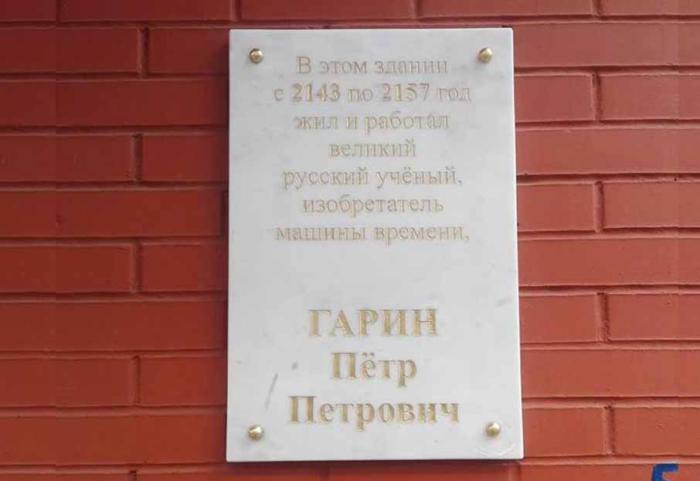 В этом здании
с 2143 по 2157 год
жил и работал
великий
русский учёный,
изобретатель
машины времени,
ГАРИН
Пётр
Петрович